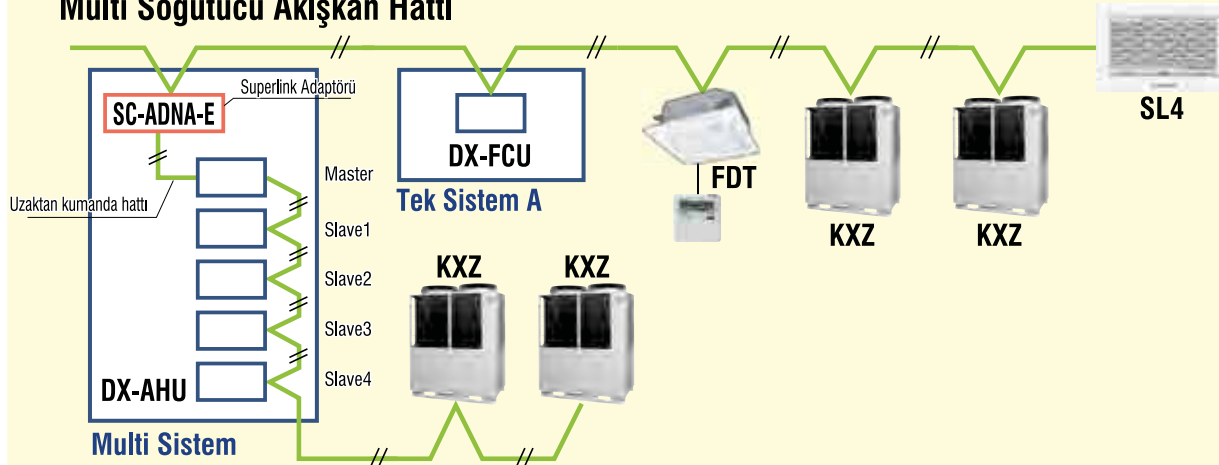 Multi Soğutucu Akışkan Hattı
SC-ADNA-E
Superlink Adaptörü
Uzaktan kumanda hattı
Master
Slave1
Slave2
Slave3
Slave4
DX-AHU
Multi Sistem
DX-FCU
Tek Sistem A
FDT
KXZ
KXZ
SL4
KXZ
KXZ